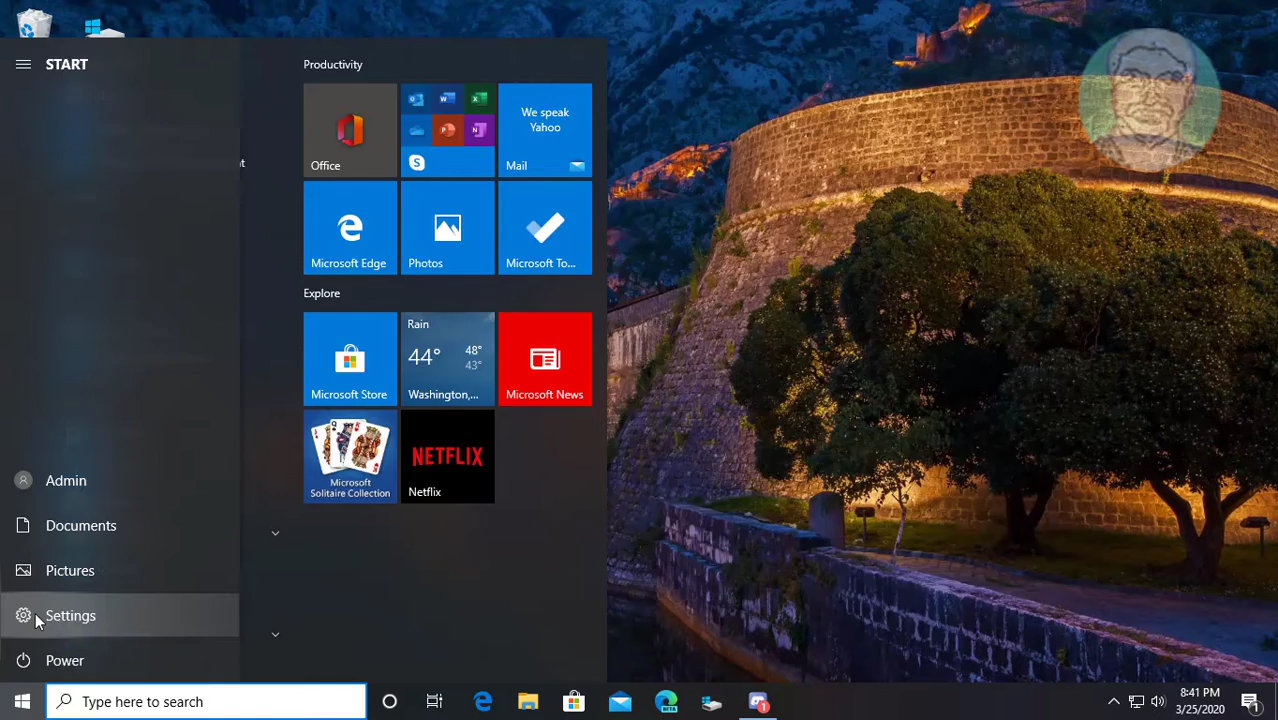 START
Productivity
We speak
Yahoo
Office
Mail
Microsoft Edge
Photos
Microsoft To...
Explore
Rain
44°
48°
43°
Microsoft Store
Washington,...
Microsoft News
Microsoft
Solitaire Collection
NETFLIX
Netflix
Admin
Documents
Pictures
Settings
Power
Type here to search
8:41 PM
3/25/2020